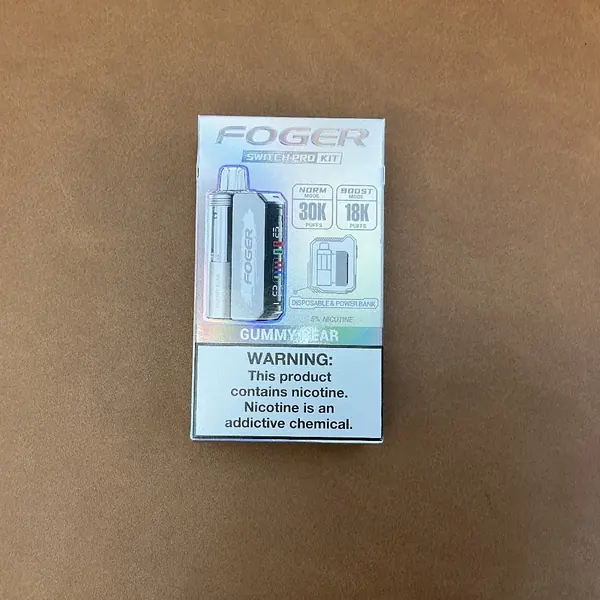 FOGER
SWITCH PRO KIT
NORM MODE
30K
PUFFS
BOOST MODE
18K
PUFFS
FOGER
DISPOSABLE & POWER BANK
5% NICOTINE
GUMMY BEAR
WARNING:
This product
contains nicotine.
Nicotine is an
addictive chemical.